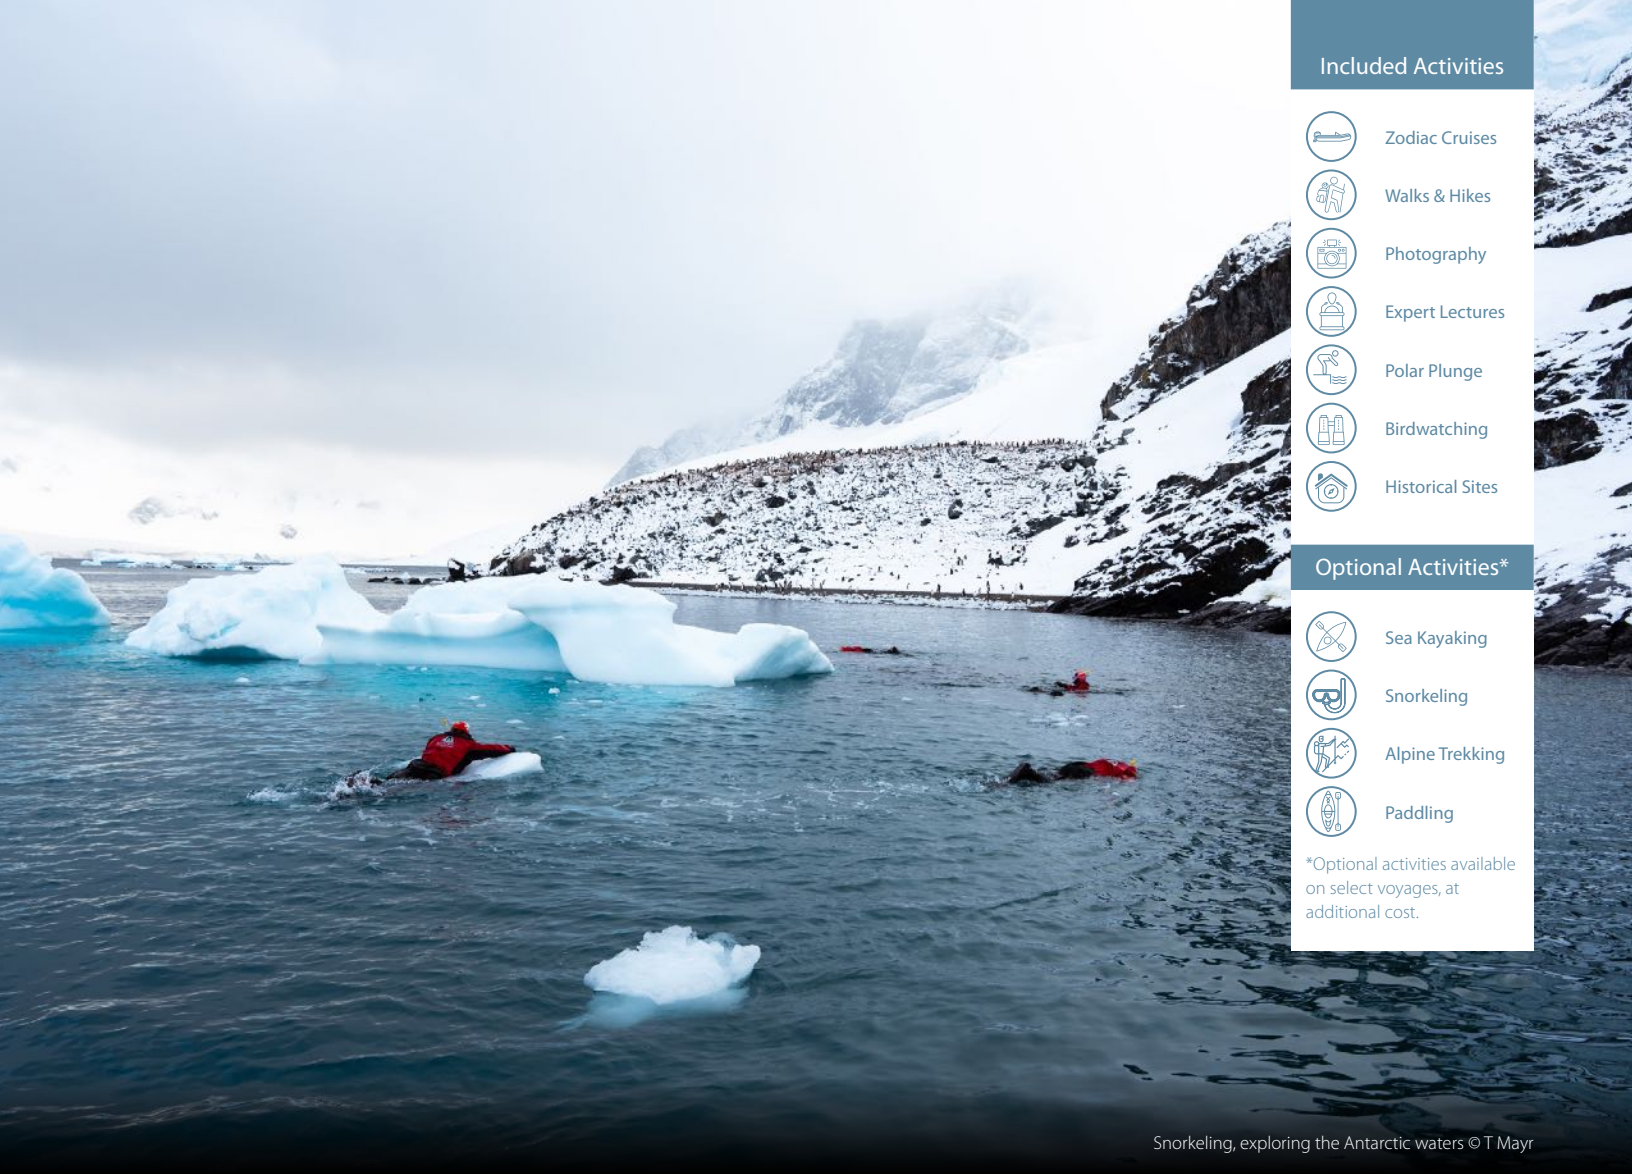 Included Activities
Zodiac Cruises
Walks & Hikes
Photography
Expert Lectures
Polar Plunge
Birdwatching
Historical Sites
Optional Activities*
Sea Kayaking
Snorkeling
Alpine Trekking
Paddling
*Optional activities available
on select voyages, at
additional cost.
Snorkeling, exploring the Antarctic waters © T Mayr